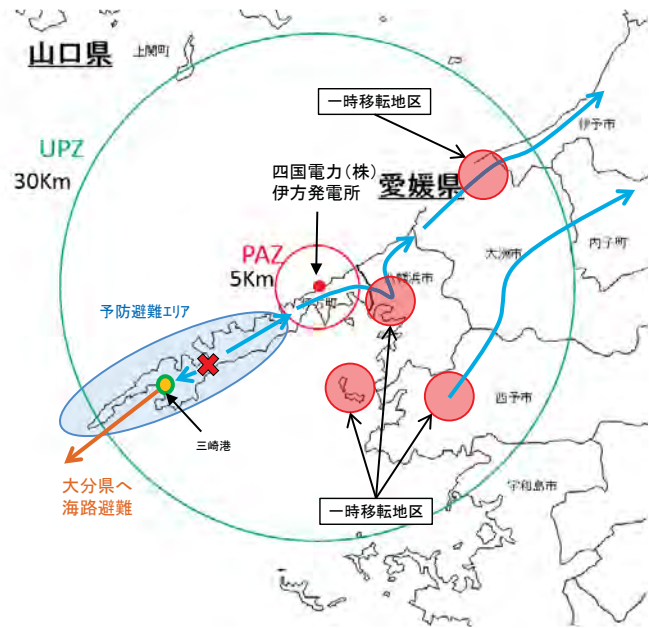 山口県
上関町
一時移転地区
伊予市
UPZ
30Km
四国電力(株)
伊方発電所
愛媛県
大洲市
内子町
PAZ
5Km
八幡浜市
伊方町
予防避難エリア
西予市
三崎港
大分県へ
海路避難
一時移転地区
宇和島市